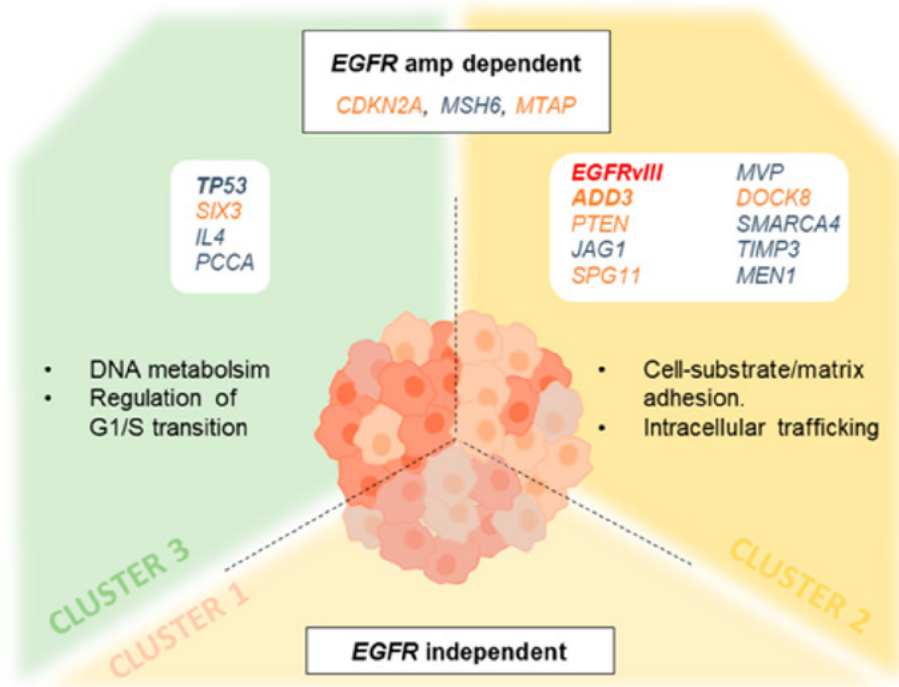 EGFR amp dependent
CDKN2A, MSH6, MTAP
TP53
SIX3
IL4
PCCA
EGFRvIII
ADD3
PTEN
JAG1
SPG11
MVP
DOCK8
SMARCA4
TIMP3
MEN1
• DNA metabolsim
• Regulation of
G1/S transition
• Cell-substrate/matrix
adhesion.
• Intracellular trafficking
CLUSTER 3
CLUSTER 1
CLUSTER 2
EGFR independent